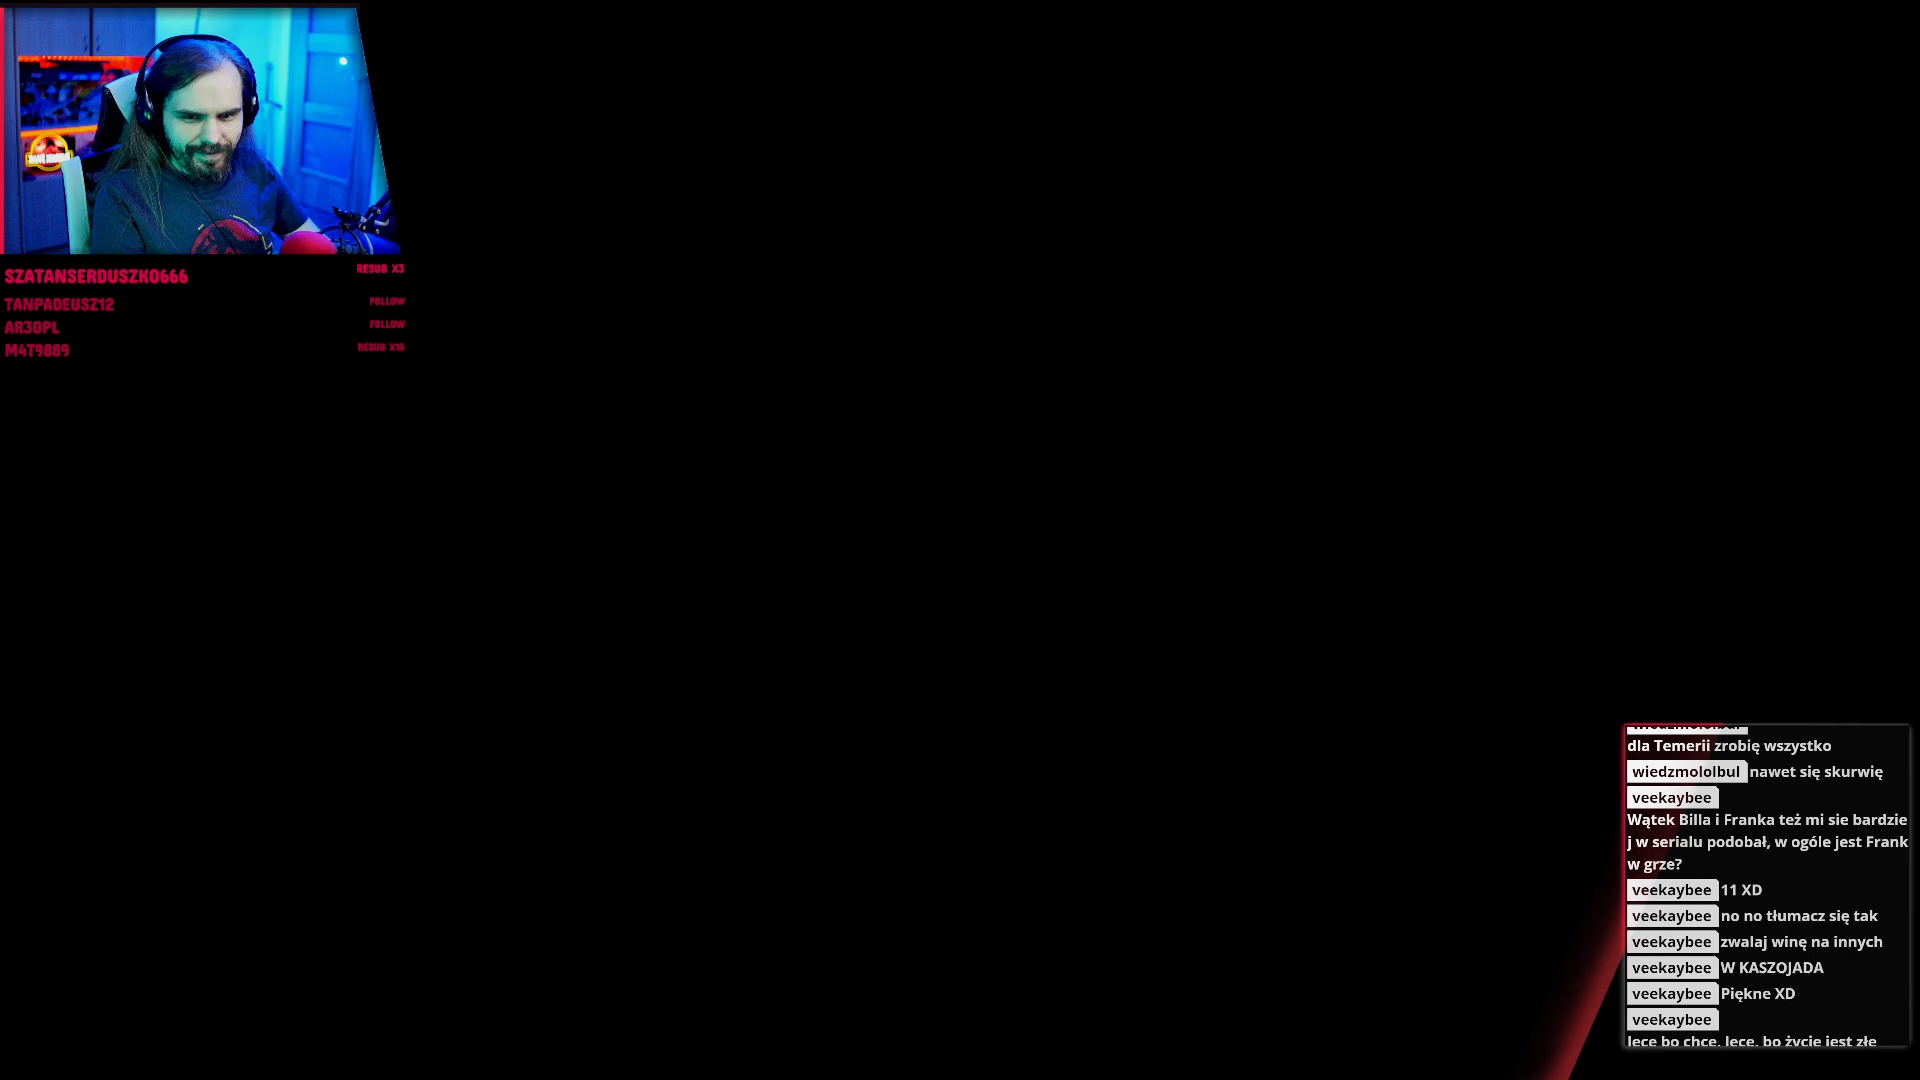 SZATANSERDUSZKO666 RESUB X3
TANPADEUSZ12 FOLLOW
AR3OPL FOLLOW
M4T9889 RESUB X16
dla Temerii zrobię wszystko
wiedzmololbul nawet się skurwię
veekaybee
Wątek Billa i Franka też mi sie bardzie
j w serialu podobał, w ogóle jest Frank
w grze?
veekaybee 11 XD
veekaybee no no tłumacz się tak
veekaybee zwalaj winę na innych
veekaybee W KASZOJADA
veekaybee Piękne XD
veekaybee
lece bo chce, lece, bo życie jest złe